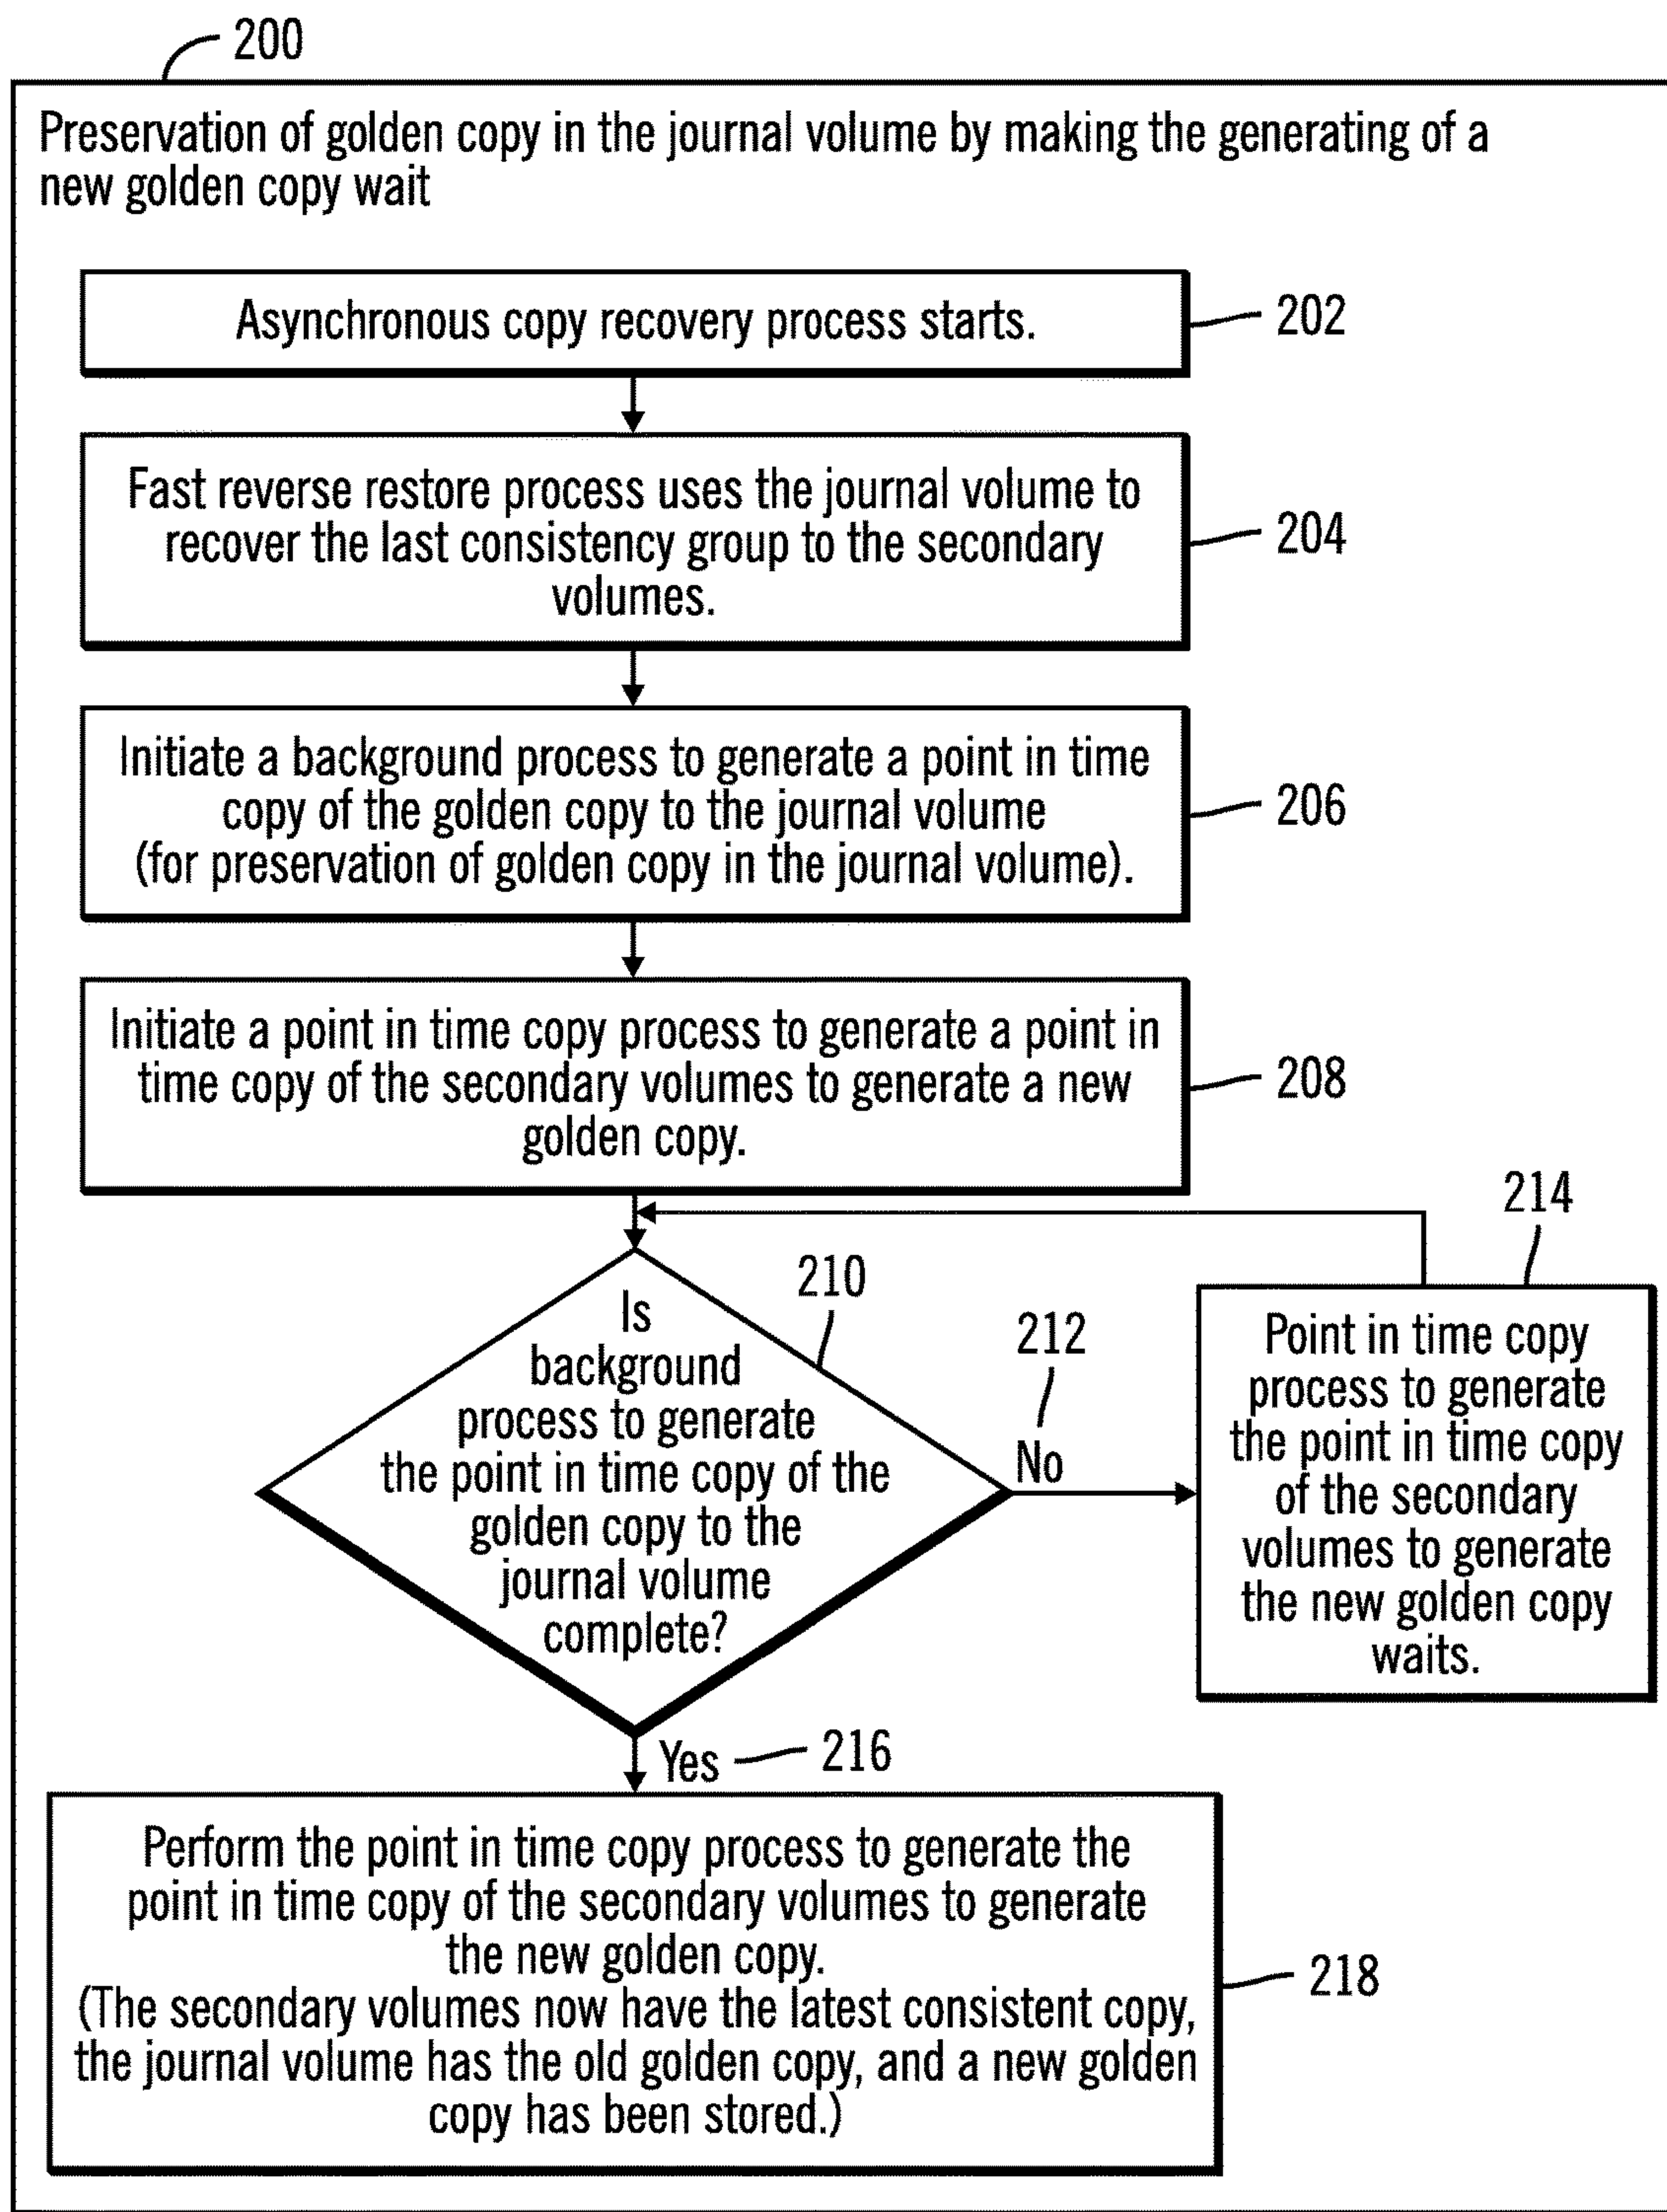 200
Preservation of golden copy in the journal volume by making the generating of a
new golden copy wait
Asynchronous copy recovery process starts.
202
Fast reverse restore process uses the journal volume to
recover the last consistency group to the secondary
volumes.
204
Initiate a background process to generate a point in time
copy of the golden copy to the journal volume
(for preservation of golden copy in the journal volume).
206
Initiate a point in time copy process to generate a point in
time copy of the secondary volumes to generate a new
golden copy.
208
Is
background
process to generate
the point in time copy of the
golden copy to the
journal volume
complete?
210
212
No
214
Point in time copy
process to generate
the point in time copy
of the secondary
volumes to generate
the new golden copy
waits.
Yes
216
Perform the point in time copy process to generate the
point in time copy of the secondary volumes to generate
the new golden copy.
(The secondary volumes now have the latest consistent copy,
the journal volume has the old golden copy, and a new golden
copy has been stored.)
218